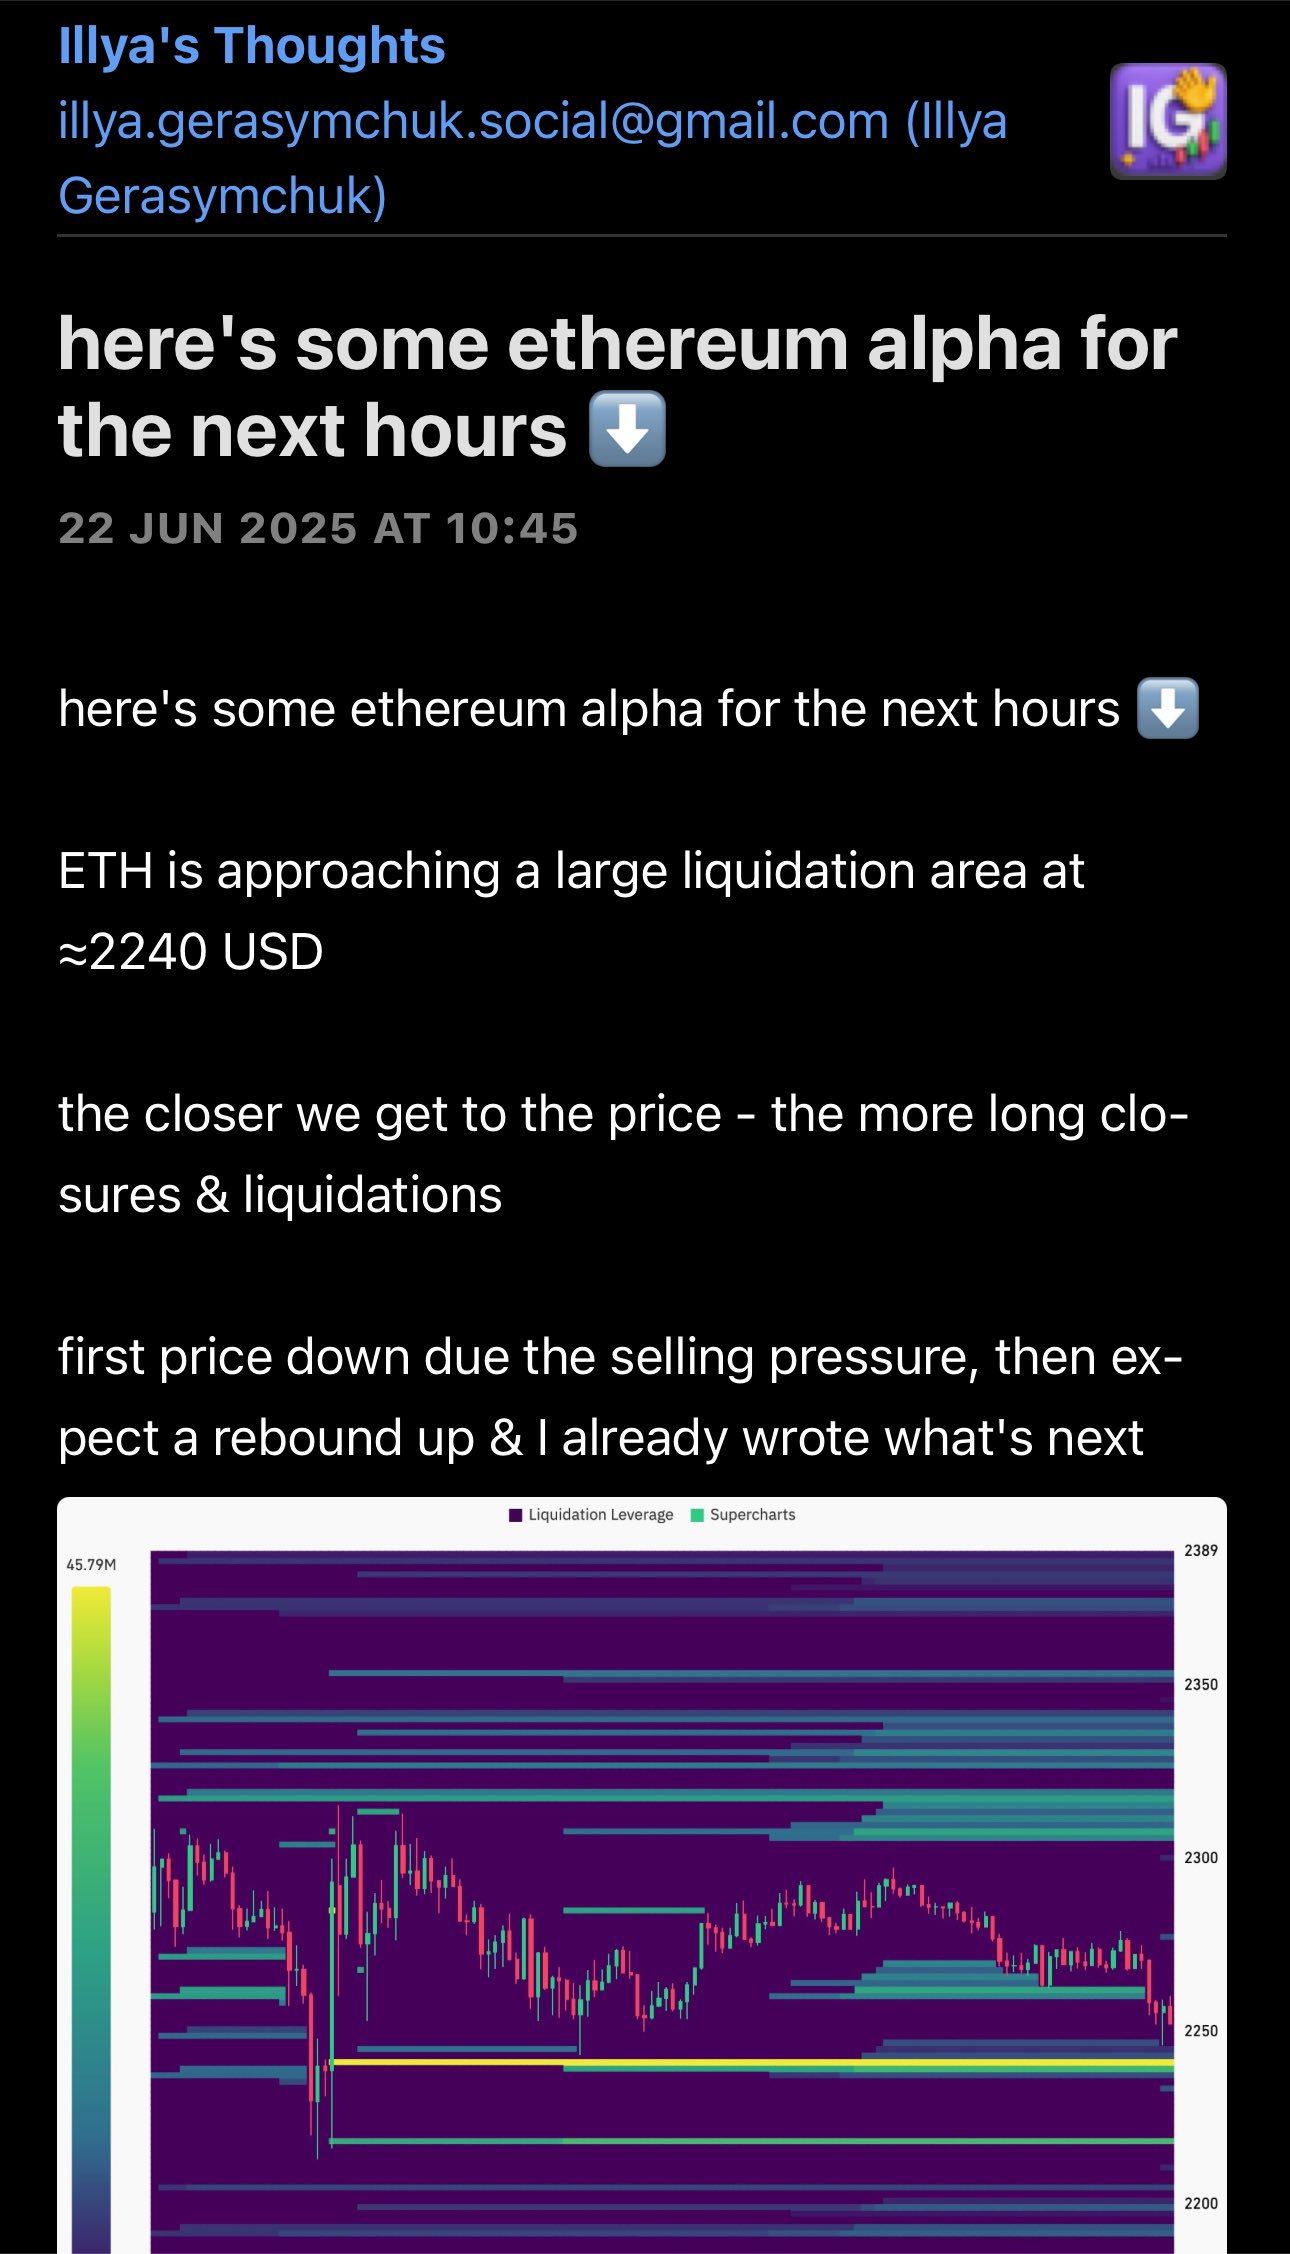 Illya's Thoughts
illya.gerasymchuk.social@gmail.com (Illya
Gerasymchuk)
IG
here's some ethereum alpha for
the next hours ⬇️
22 JUN 2025 AT 10:45
here's some ethereum alpha for the next hours ⬇️
ETH is approaching a large liquidation area at
≈2240 USD
the closer we get to the price - the more long clo-
sures & liquidations
first price down due the selling pressure, then ex-
pect a rebound up & I already wrote what's next
Liquidation Leverage Supercharts
45.79M
2389
2350
2300
2250
2200